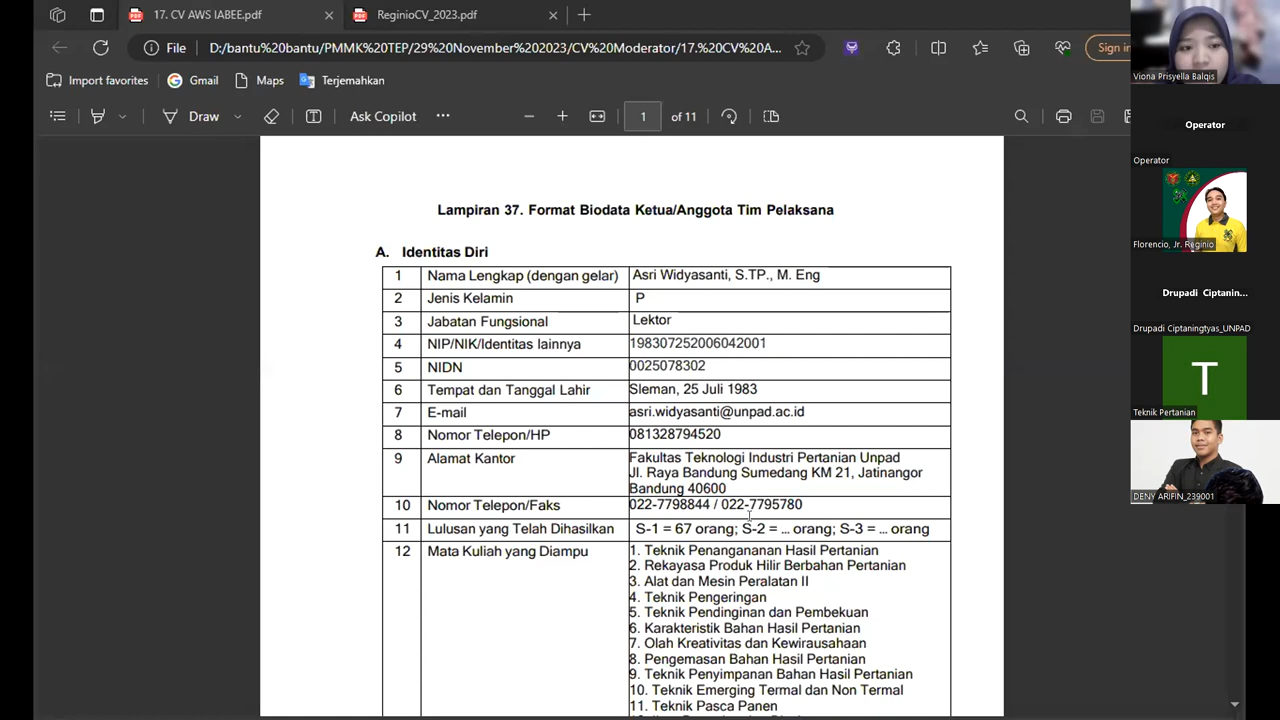 17. CV AWS IABEE.pdf
ReginioCV_2023.pdf
File
D:/bantu%20bantu/PMMK%20TEP/29%20November%202023/CV%20Moderator/17.%20CV%20A...
Sign in
Import favorites
Gmail
Maps
Terjemahkan
Draw
Ask Copilot
1
of 11
Lampiran 37. Format Biodata Ketua/Anggota Tim Pelaksana
A. Identitas Diri
1 Nama Lengkap (dengan gelar) Asri Widyasanti, S.TP., M. Eng
2 Jenis Kelamin P
3 Jabatan Fungsional Lektor
4 NIP/NIK/Identitas lainnya 198307252006042001
5 NIDN 0025078302
6 Tempat dan Tanggal Lahir Sleman, 25 Juli 1983
7 E-mail asri.widyasanti@unpad.ac.id
8 Nomor Telepon/HP 081328794520
9 Alamat Kantor Fakultas Teknologi Industri Pertanian Unpad
Jl. Raya Bandung Sumedang KM 21, Jatinangor
Bandung 40600
10 Nomor Telepon/Faks 022-7798844 / 022-7795780
11 Lulusan yang Telah Dihasilkan S-1 = 67 orang; S-2 = ... orang; S-3 = ... orang
12 Mata Kuliah yang Diampu 1. Teknik Penangananan Hasil Pertanian
2. Rekayasa Produk Hilir Berbahan Pertanian
3. Alat dan Mesin Peralatan II
4. Teknik Pengeringan
5. Teknik Pendinginan dan Pembekuan
6. Karakteristik Bahan Hasil Pertanian
7. Olah Kreativitas dan Kewirausahaan
8. Pengemasan Bahan Hasil Pertanian
9. Teknik Penyimpanan Bahan Hasil Pertanian
10. Teknik Emerging Termal dan Non Termal
11. Teknik Pasca Panen
Viona Prisyella Balqis
Operator
Operator
Florencio, Jr. Reginio
Drupadi Ciptanin...
Drupadi Ciptaningtyas_UNPAD
T
Teknik Pertanian
DENY ARIFIN_239001